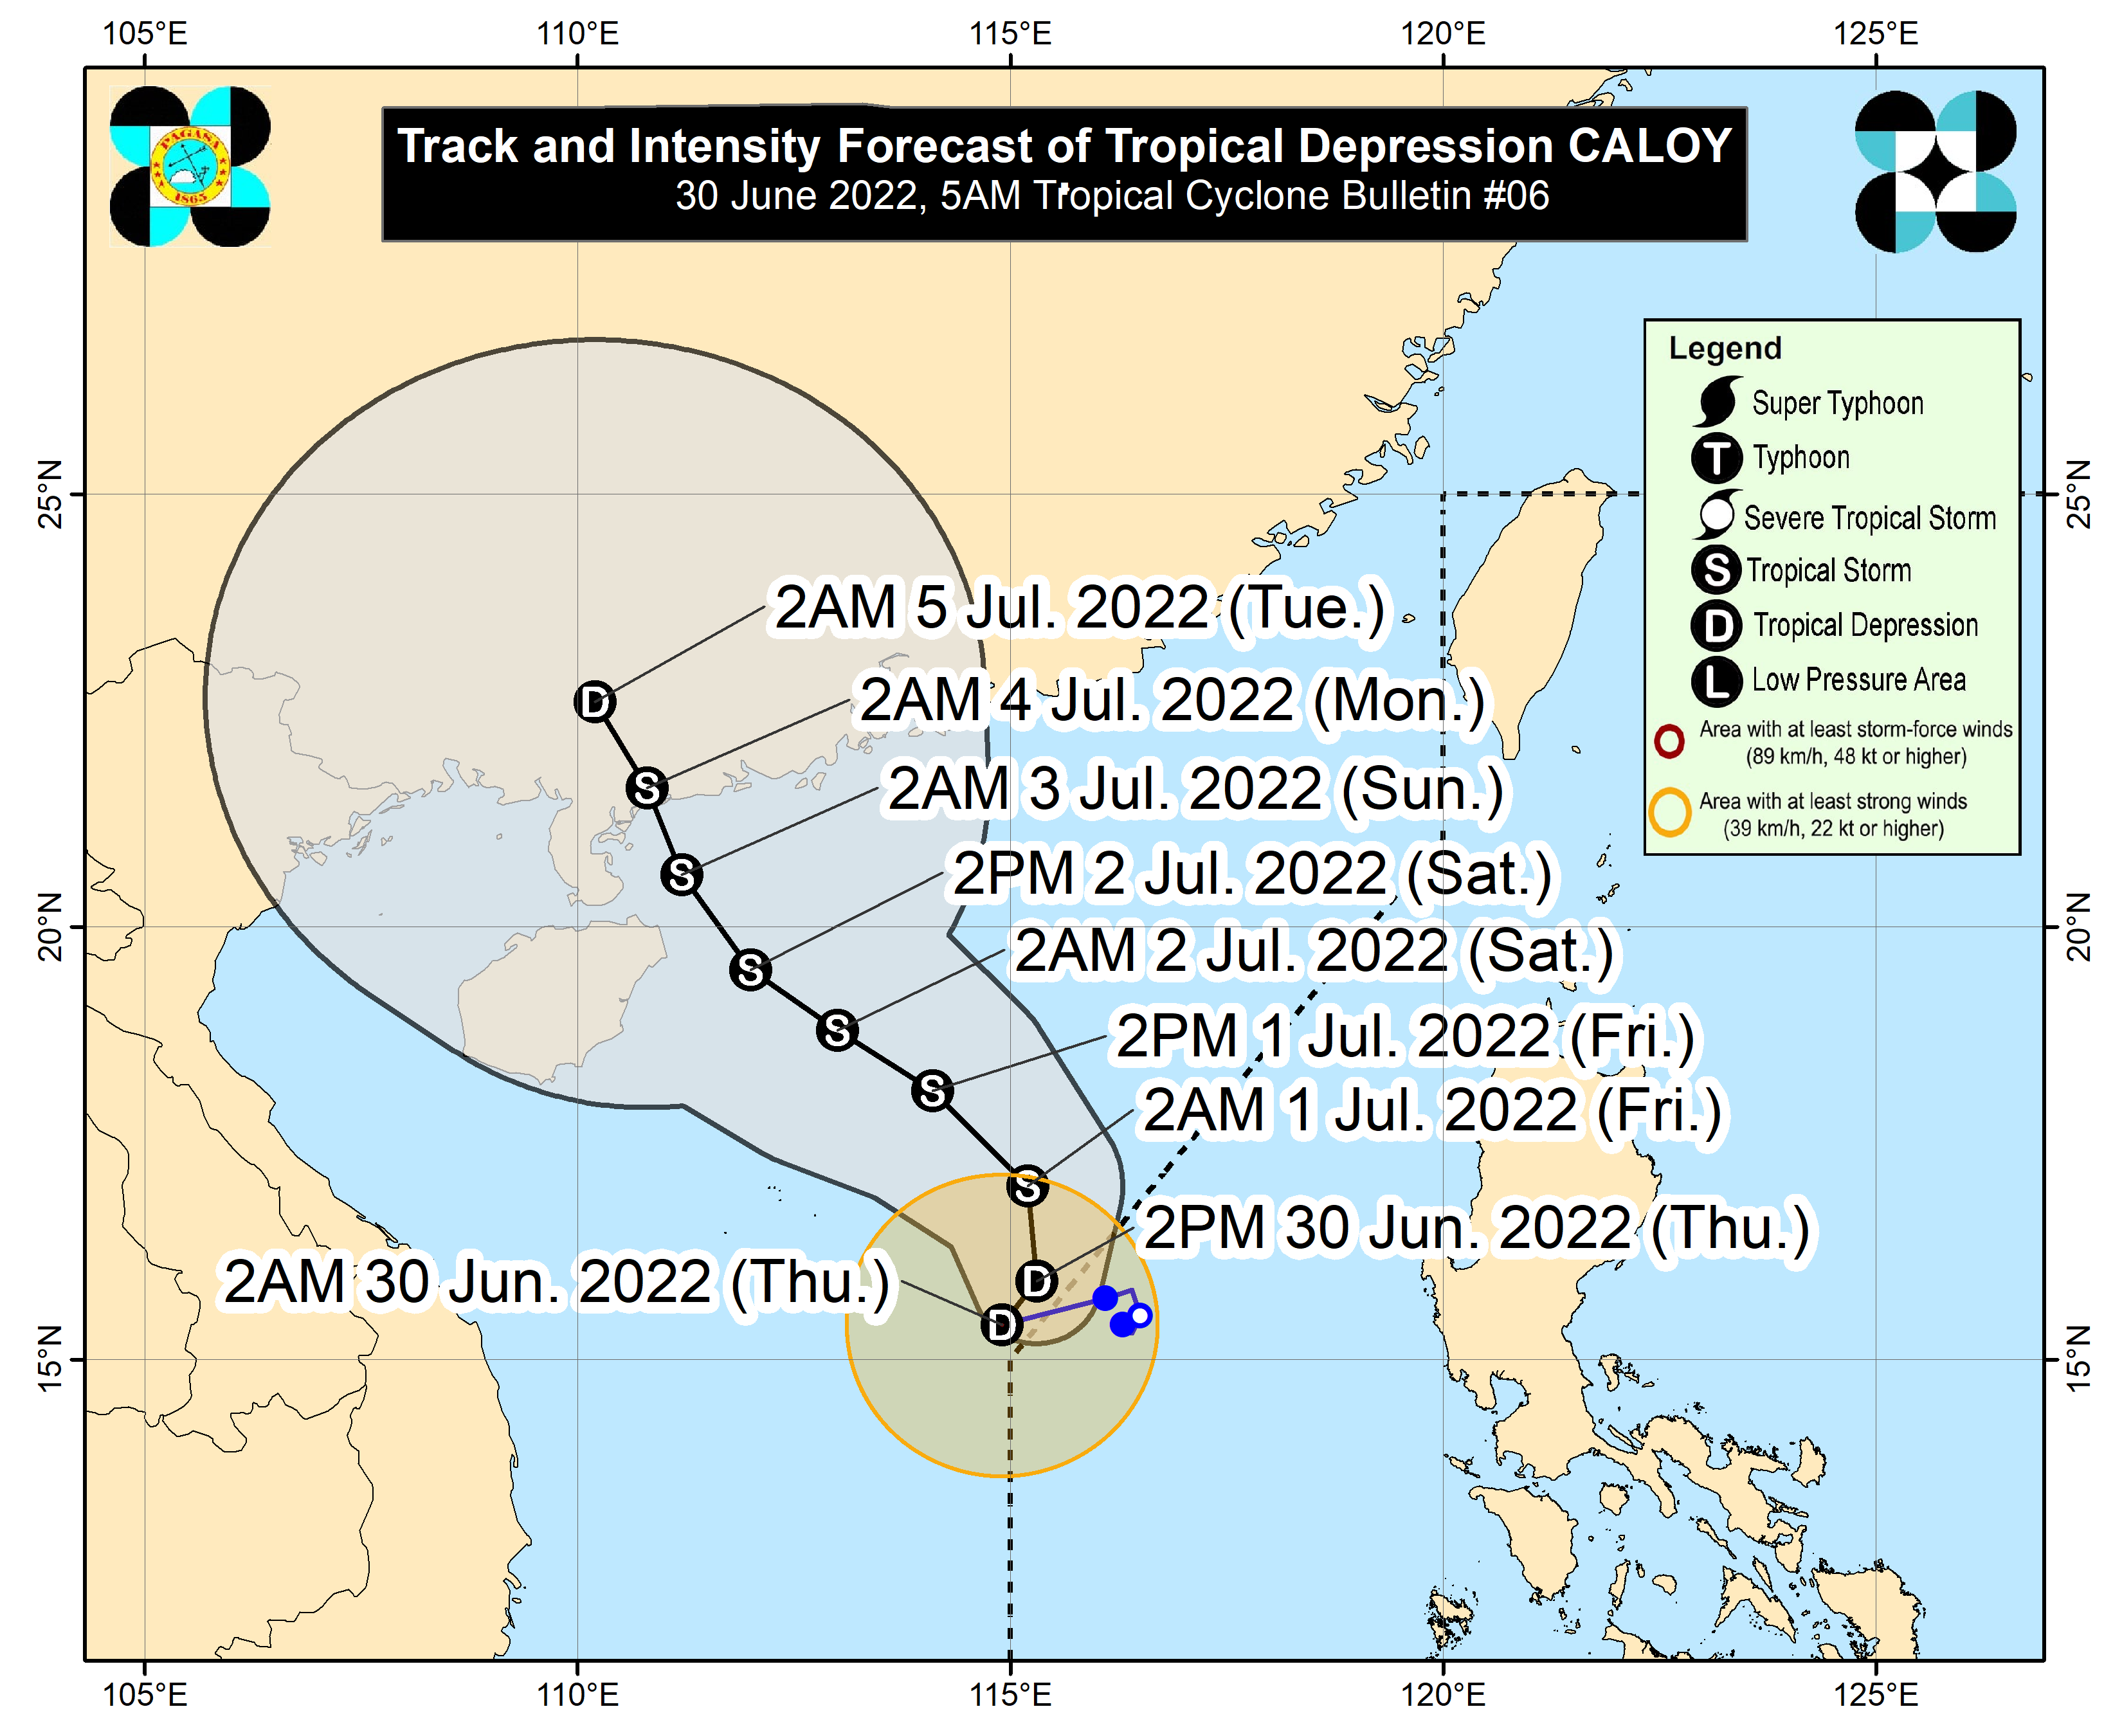 105°E 110°E 115°E 120°E 125°E
PAGASA
1865
Track and Intensity Forecast of Tropical Depression CALOY
30 June 2022, 5AM Tropical Cyclone Bulletin #06
Legend
Super Typhoon
T Typhoon
Severe Tropical Storm
S Tropical Storm
D Tropical Depression
L Low Pressure Area
Area with at least storm-force winds
(89 km/h, 48 kt or higher)
Area with at least strong winds
(39 km/h, 22 kt or higher)
25°N 25°N
2AM 5 Jul. 2022 (Tue.)
D
2AM 4 Jul. 2022 (Mon.)
S
2AM 3 Jul. 2022 (Sun.)
S
2PM 2 Jul. 2022 (Sat.)
20°N 20°N
S
2AM 2 Jul. 2022 (Sat.)
S
2PM 1 Jul. 2022 (Fri.)
S
2AM 1 Jul. 2022 (Fri.)
S
2PM 30 Jun. 2022 (Thu.)
D
2AM 30 Jun. 2022 (Thu.)
D
15°N 15°N
105°E 110°E 115°E 120°E 125°E